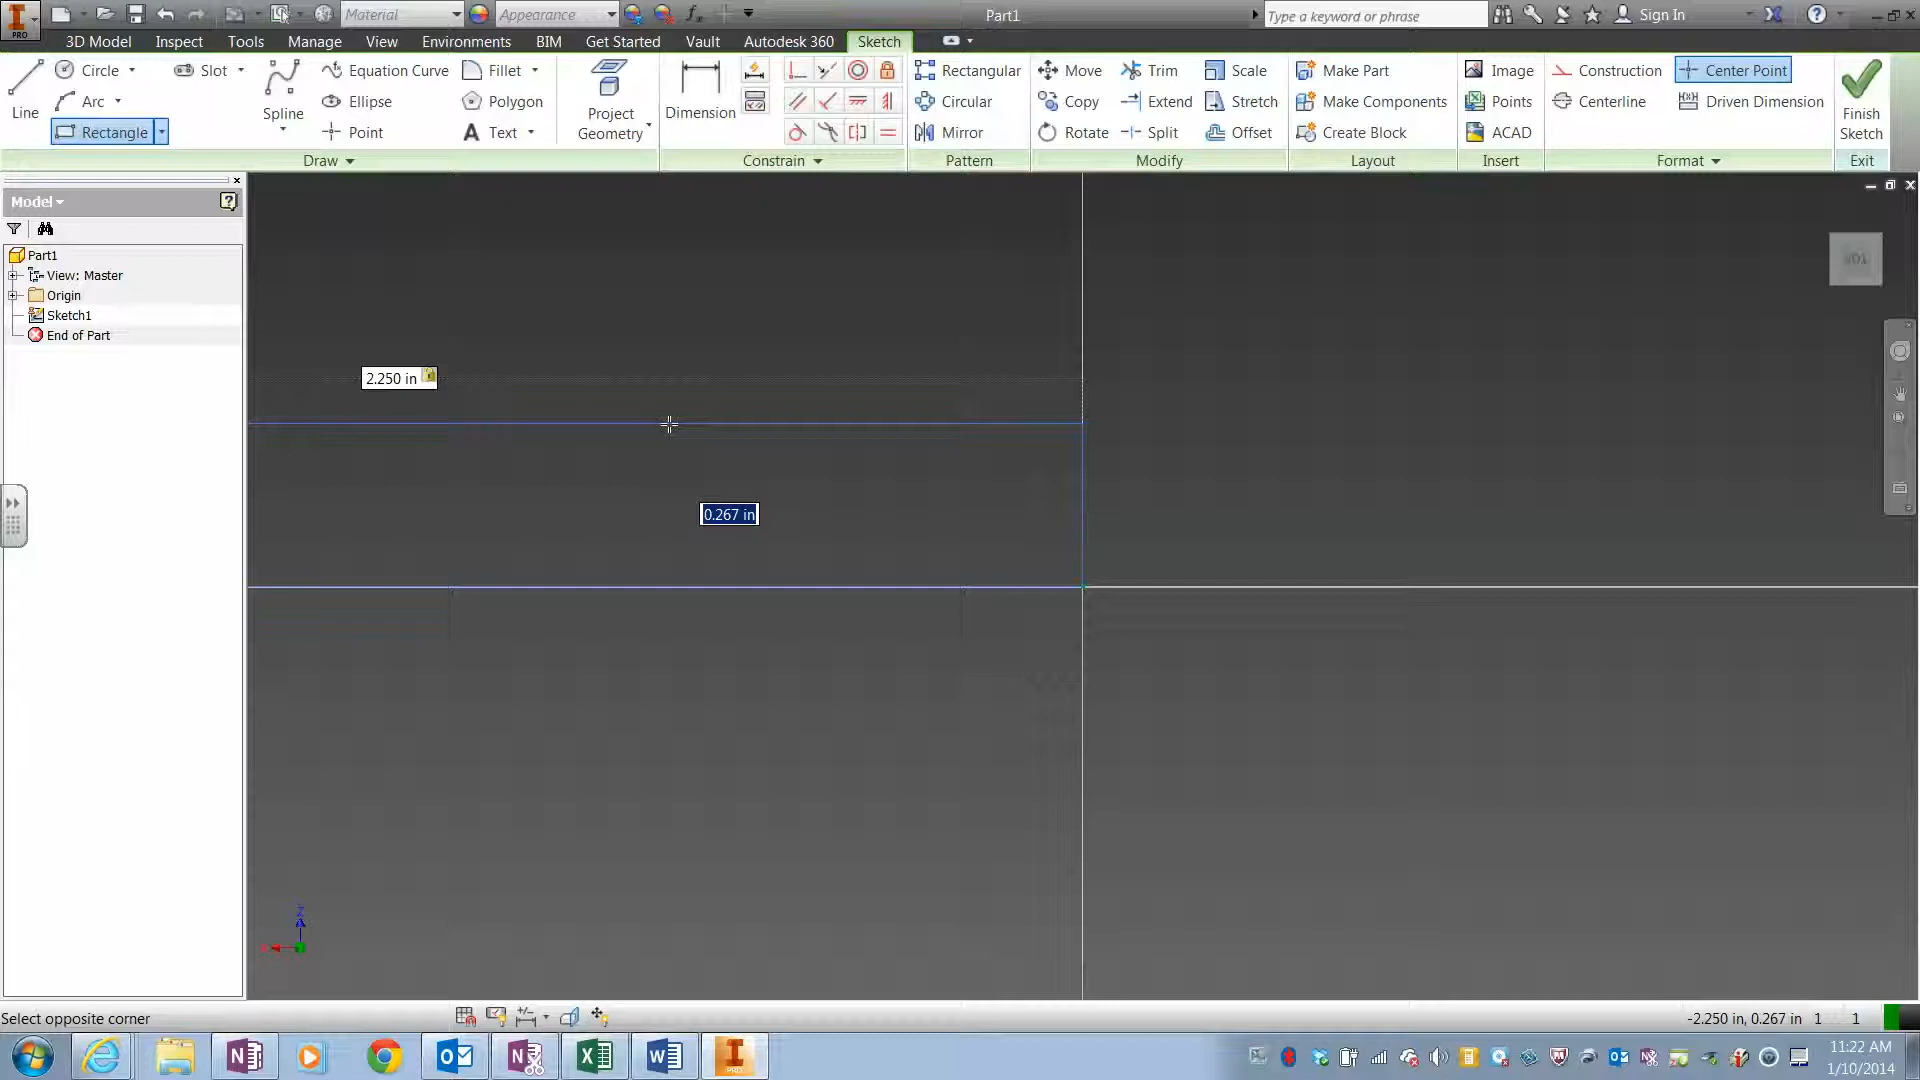 Material
Appearance
Part1
Type a keyword or phrase
Sign In
PRO
3D Model
Inspect
Tools
Manage
View
Environments
BIM
Get Started
Vault
Autodesk 360
Sketch
Line
Circle
Arc
Rectangle
Slot
Spline
Equation Curve
Ellipse
Point
Fillet
Polygon
Text
Project
Geometry
Dimension
Rectangular
Circular
Mirror
Move
Copy
Rotate
Trim
Extend
Split
Scale
Stretch
Offset
Make Part
Make Components
Create Block
Image
Points
ACAD
Construction
Centerline
Center Point
Driven Dimension
Finish
Sketch
Draw
Constrain
Pattern
Modify
Layout
Insert
Format
Exit
Model
Part1
View: Master
Origin
Sketch1
End of Part
2.250 in
0.267 in
Z
Select opposite corner
-2.250 in, 0.267 in 1 1
11:22 AM
1/10/2014